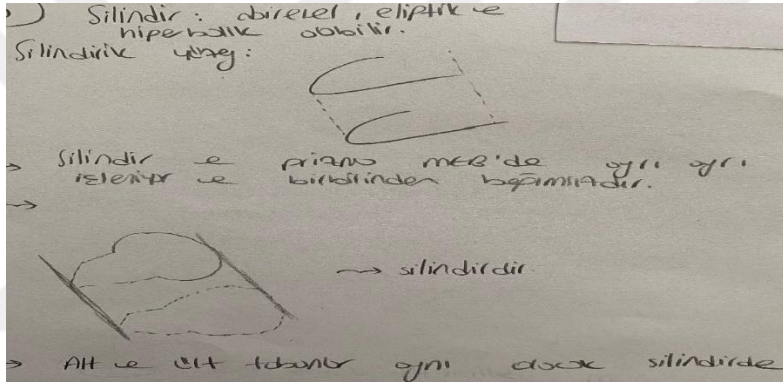 Silindir: dairesel, eliptik ve
hiperbolik olabilir.
Silindirik yüzey:
→ Silindir ve prizma MEB'de ayrı ayrı
işleniyor ve birbirinden bağımsızdır.
→
→ silindirdir.
→ Alt ve üst tabanlar aynı olacak silindirde